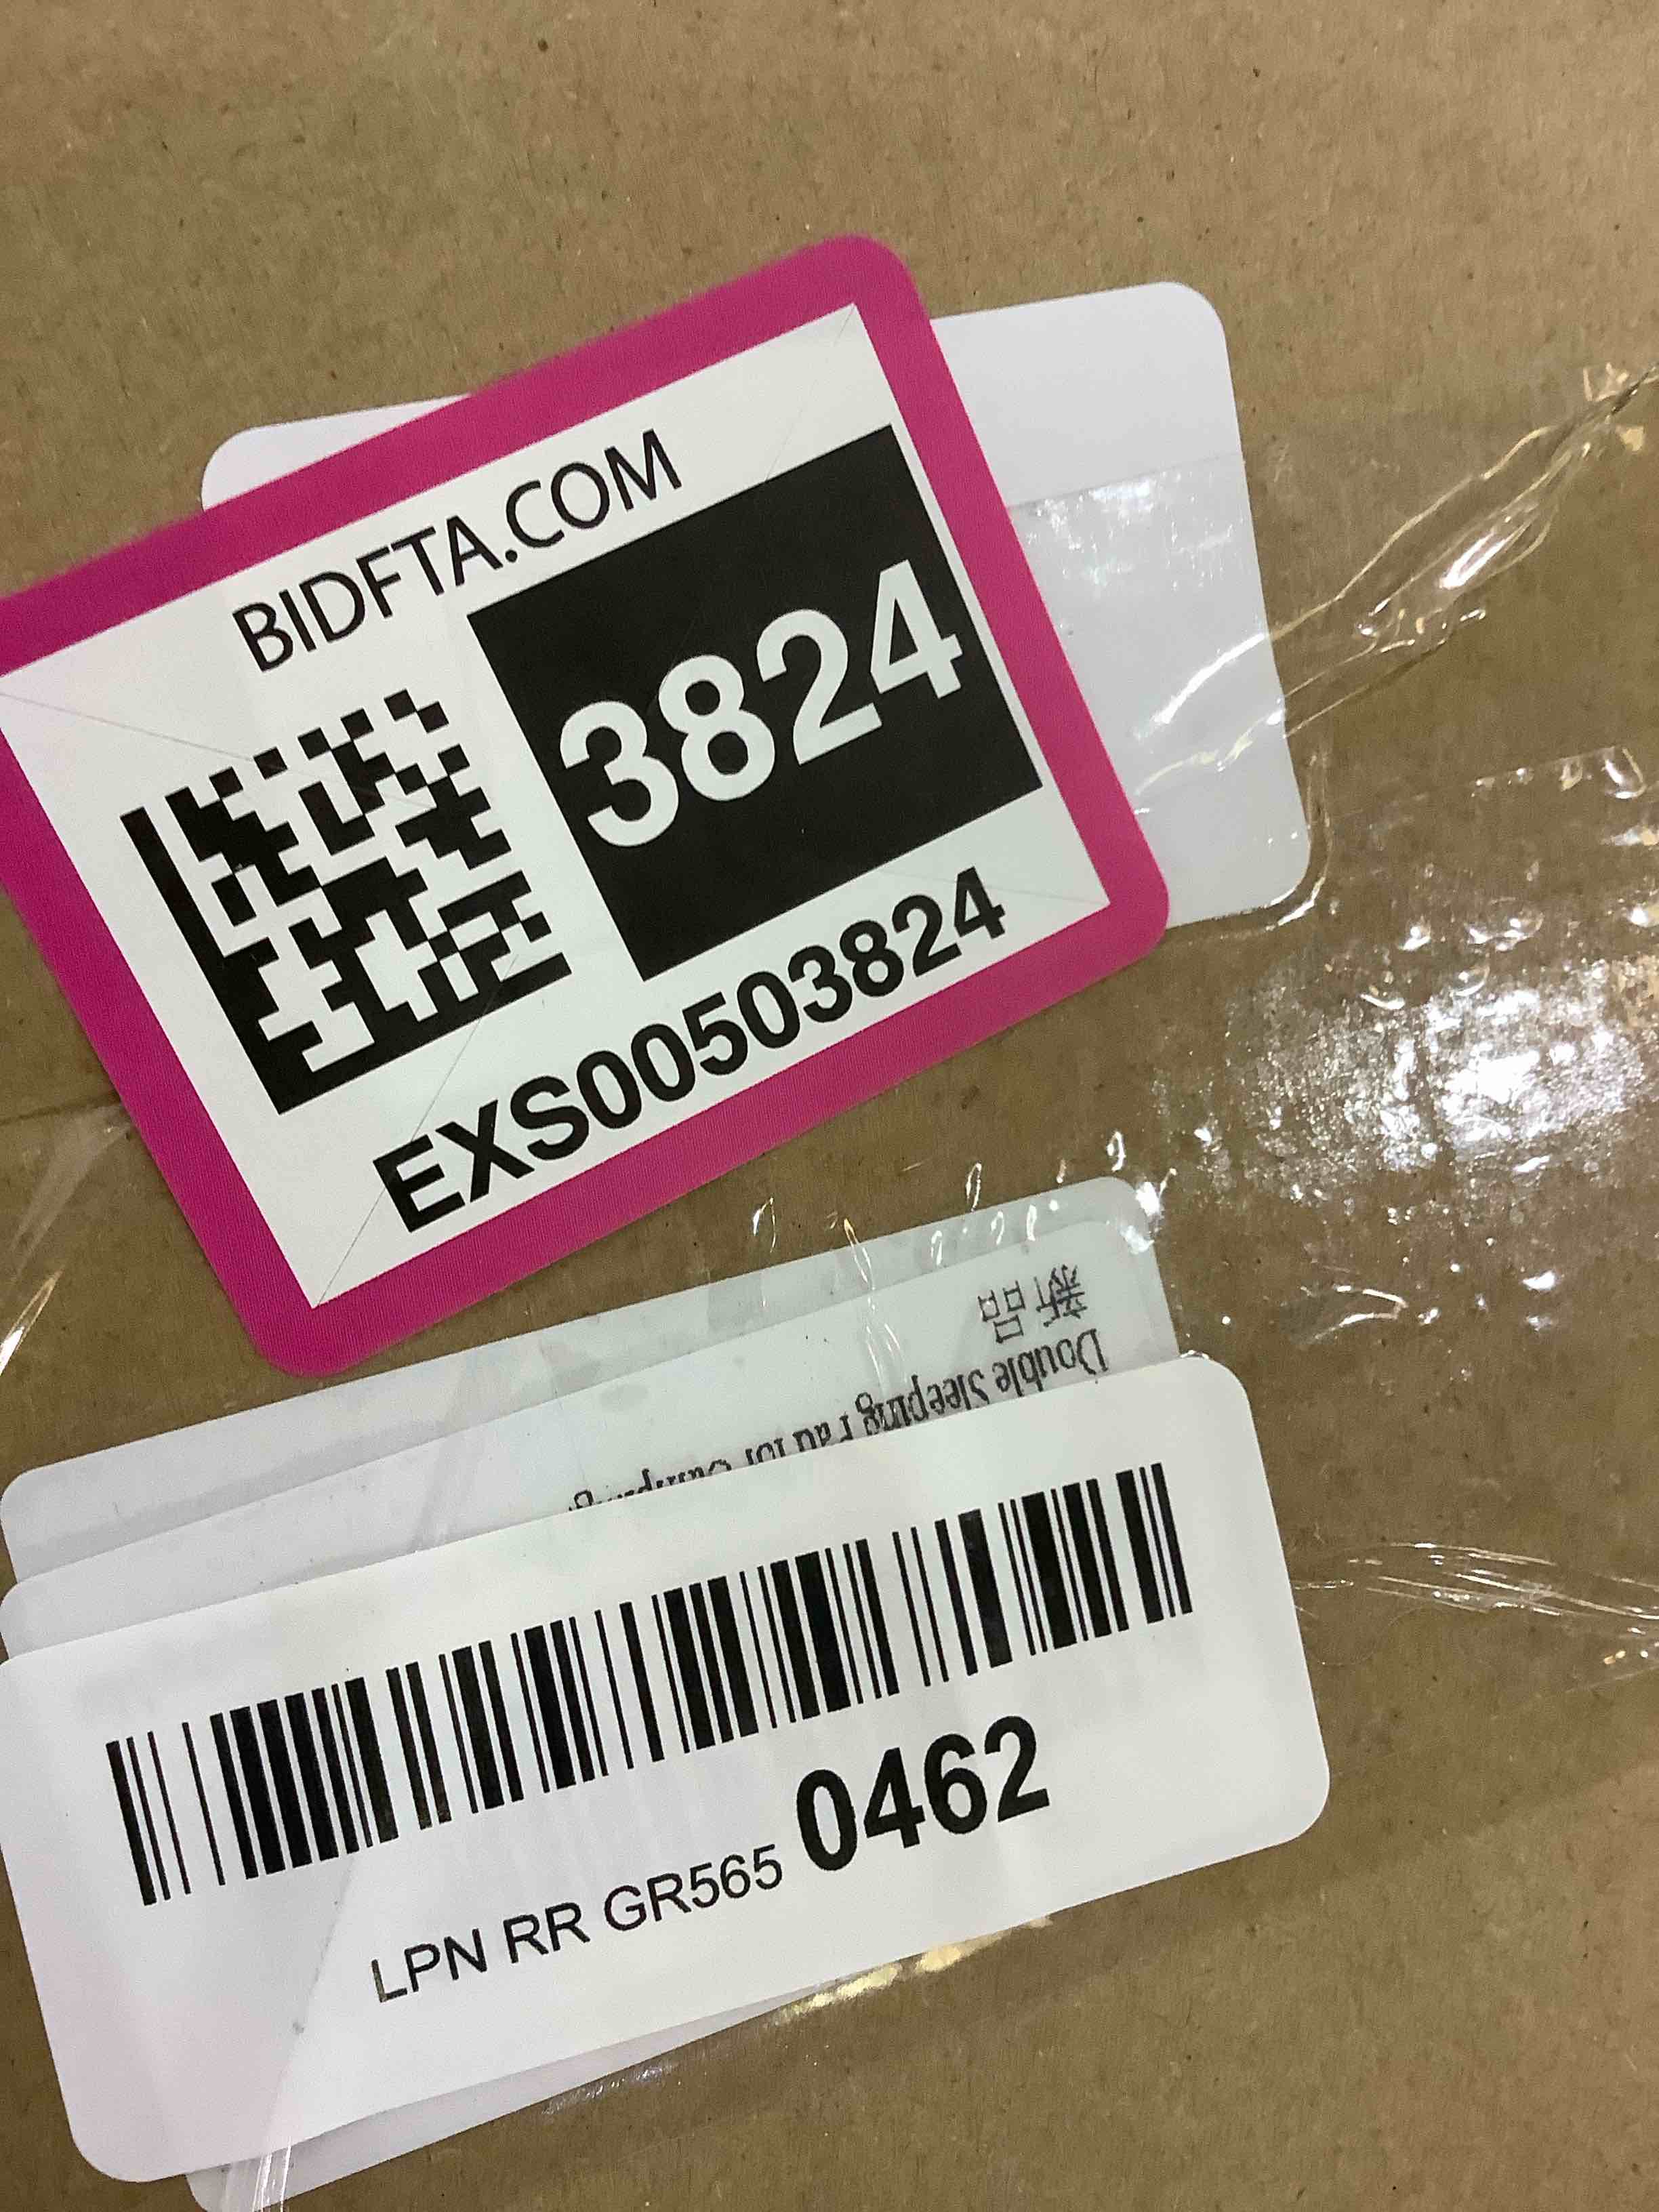 BIDFTA.COM
3824
EXS00503824
新品
Double Sleeping Pad for Camping
LPN RR GR565 0462